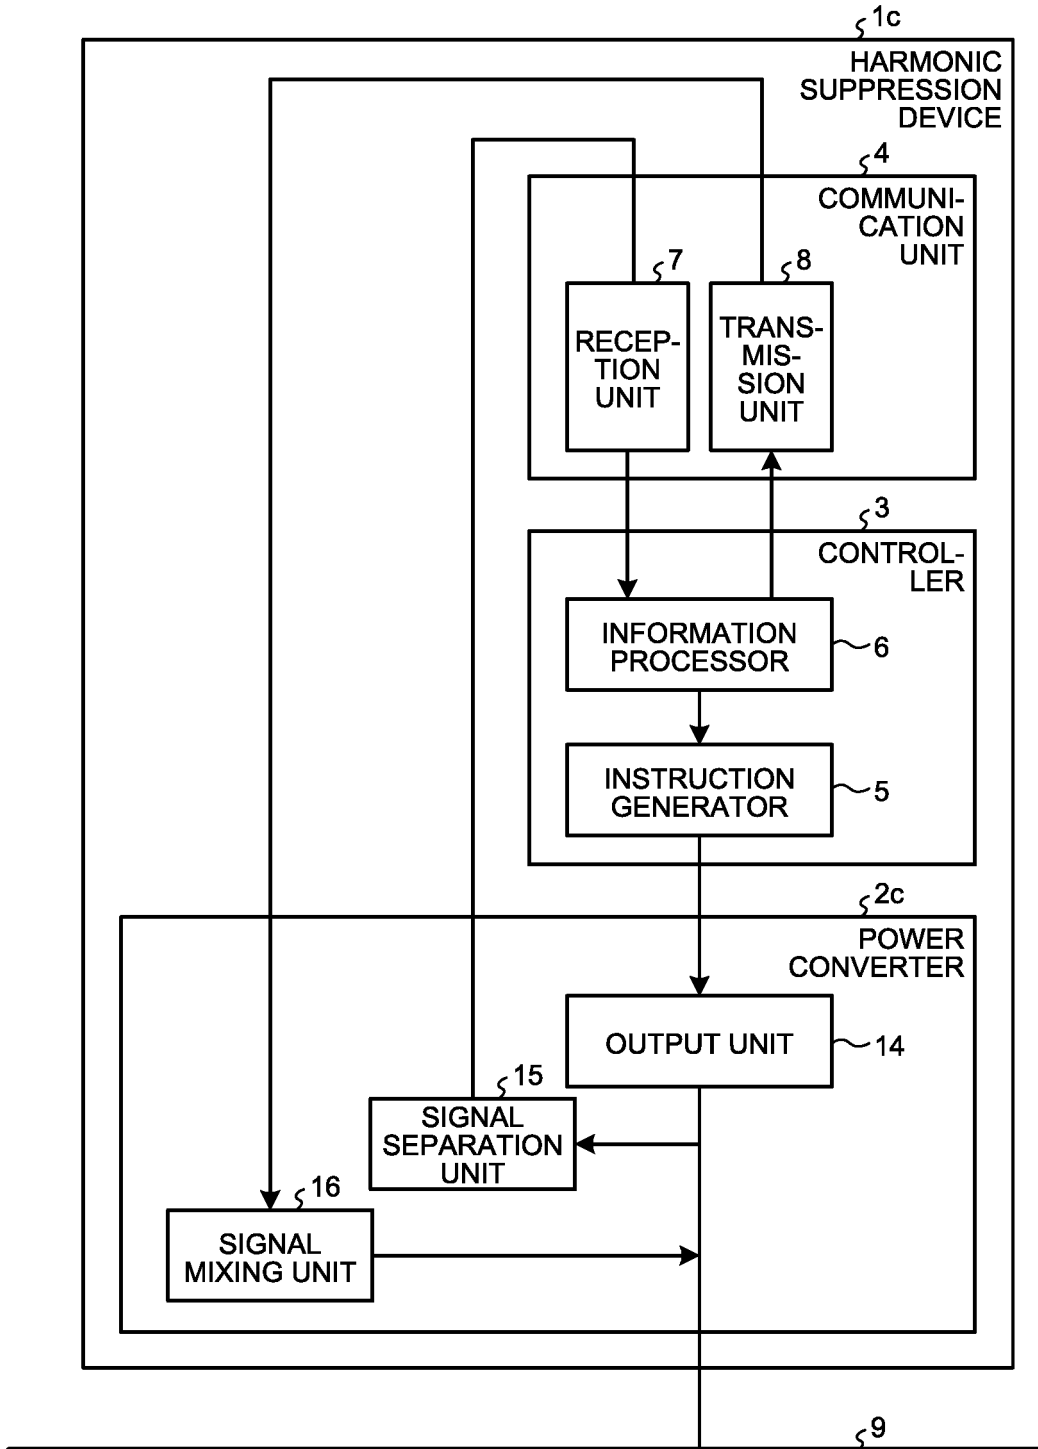 1c
HARMONIC
SUPPRESSION
DEVICE
4
COMMUNI-
CATION
UNIT
7
8
RECEP-
TION
UNIT
TRANS-
MIS-
SION
UNIT
3
CONTROL-
LER
INFORMATION
PROCESSOR
6
INSTRUCTION
GENERATOR
5
2c
POWER
CONVERTER
OUTPUT UNIT
14
15
SIGNAL
SEPARATION
UNIT
16
SIGNAL
MIXING UNIT
9